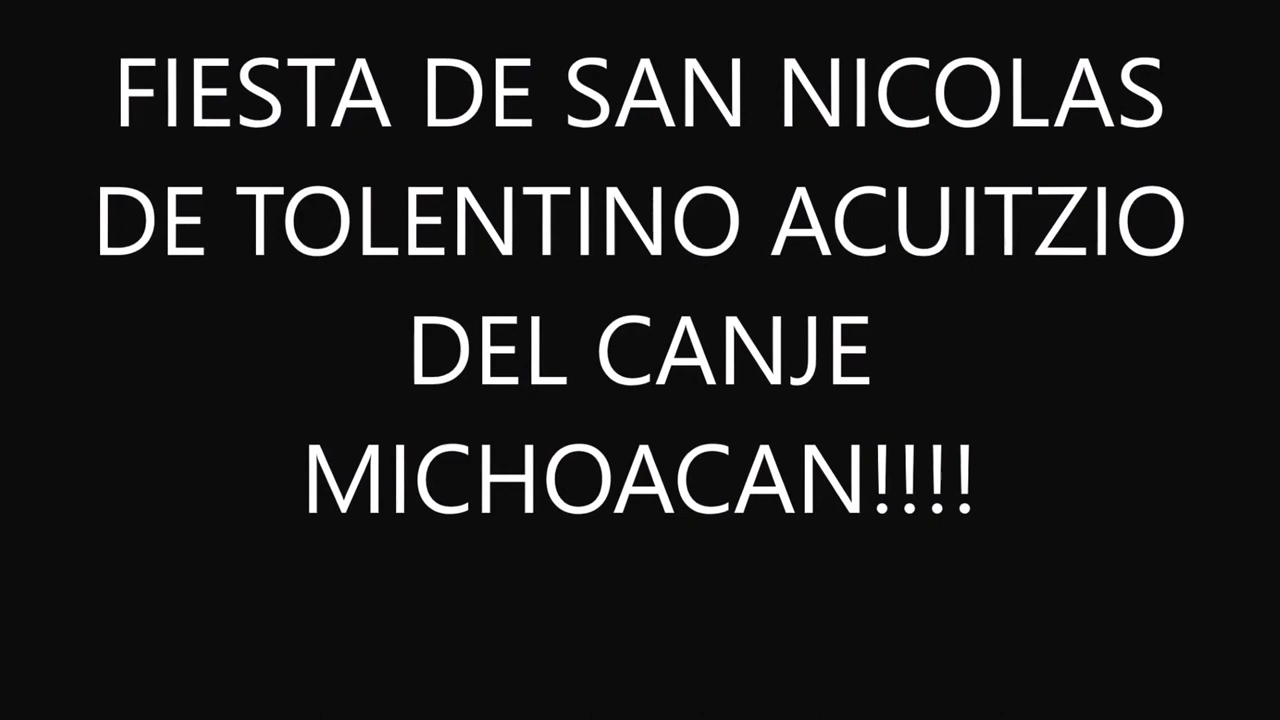 FIESTA DE SAN NICOLAS
DE TOLENTINO ACUITZIO
DEL CANJE
MICHOACAN!!!!